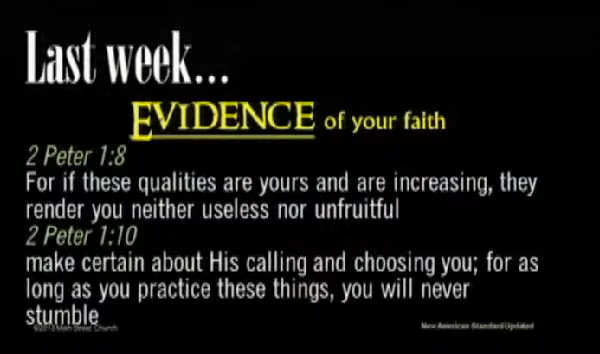 Last week...
EVIDENCE of your faith
2 Peter 1:8
For if these qualities are yours and are increasing, they
render you neither useless nor unfruitful
2 Peter 1:10
make certain about His calling and choosing you; for as
long as you practice these things, you will never
stumble
©2013 Main Street Church
New American Standard Updated